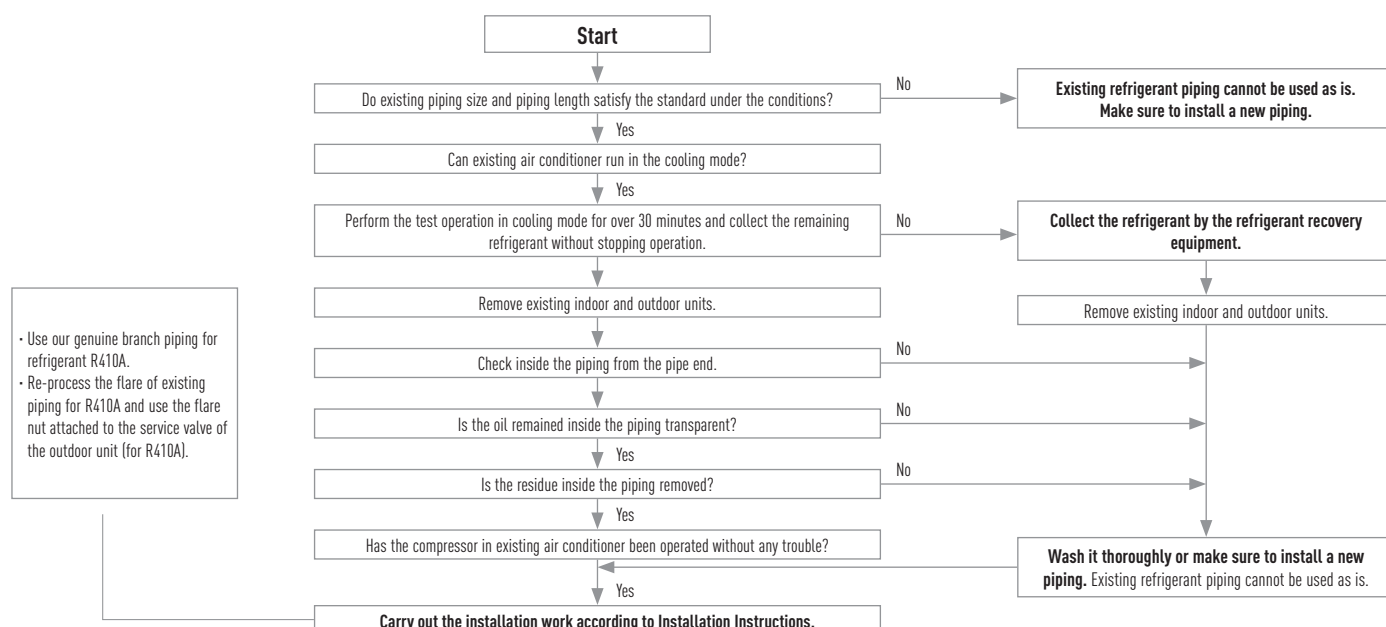 Start
Do existing piping size and piping length satisfy the standard under the conditions?
No
Existing refrigerant piping cannot be used as is.
Make sure to install a new piping.
Yes
Can existing air conditioner run in the cooling mode?
Yes
Perform the test operation in cooling mode for over 30 minutes and collect the remaining
refrigerant without stopping operation.
No
Collect the refrigerant by the refrigerant recovery
equipment.
Remove existing indoor and outdoor units.
Remove existing indoor and outdoor units.
• Use our genuine branch piping for
refrigerant R410A.
• Re-process the flare of existing
piping for R410A and use the flare
nut attached to the service valve of
the outdoor unit (for R410A).
Check inside the piping from the pipe end.
No
Is the oil remained inside the piping transparent?
No
Yes
Is the residue inside the piping removed?
No
Yes
Has the compressor in existing air conditioner been operated without any trouble?
Wash it thoroughly or make sure to install a new
piping. Existing refrigerant piping cannot be used as is.
Yes
Carry out the installation work according to Installation Instructions.